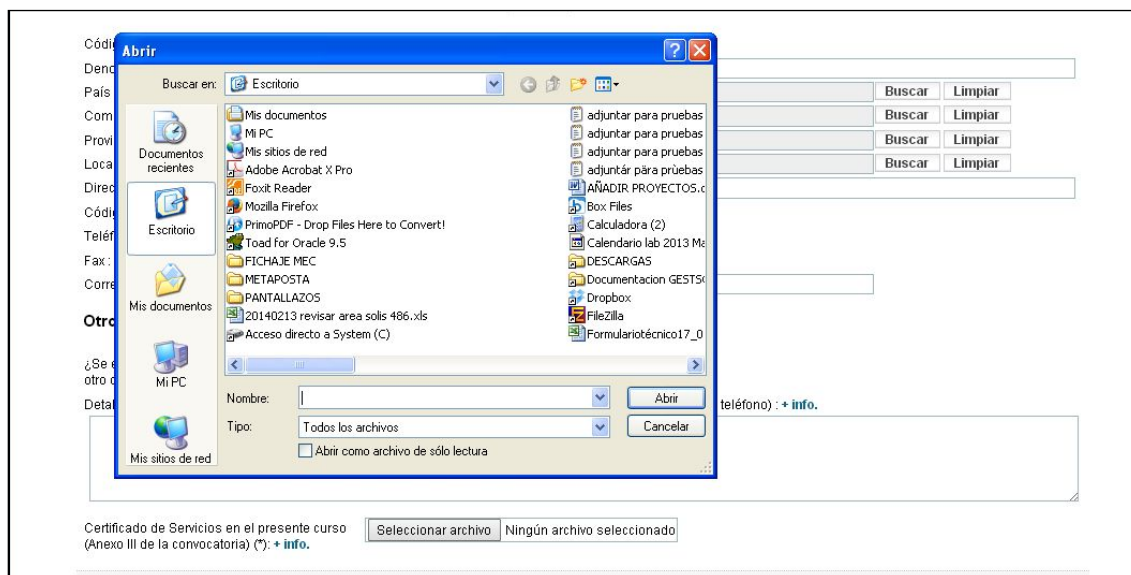 Abrir
Buscar en: Escritorio
Documentos recientes
Escritorio
Mis documentos
Mi PC
Mis sitios de red
Mis documentos
Mi PC
Mis sitios de red
Adobe Acrobat X Pro
Foxit Reader
Mozilla Firefox
PrimoPDF - Drop Files Here to Convert!
Toad for Oracle 9.5
FICHAJE MEC
METAPOSTA
PANTALLAZOS
20140213 revisar area solis 486.xls
Acceso directo a System (C)
adjuntar para pruebas
adjuntar para pruebas
adjuntar para pruebas
adjuntár pära prùebas
AÑADIR PROYECTOS.
Box Files
Calculadora (2)
Calendario lab 2013 Ma
DESCARGAS
Documentacion GESTS
Dropbox
FileZilla
Formulariotécnico17_0
Nombre: Abrir
Tipo: Todos los archivos Cancelar
Abrir como archivo de sólo lectura
Códi
Deno
País Buscar Limpiar
Com Buscar Limpiar
Provi Buscar Limpiar
Loca Buscar Limpiar
Direc
Códi
Teléf
Fax :
Corre
Otro
¿Se
otro
Detal teléfono) : + info.
Certificado de Servicios en el presente curso
(Anexo III de la convocatoria) (*): + info.
Seleccionar archivo Ningún archivo seleccionado